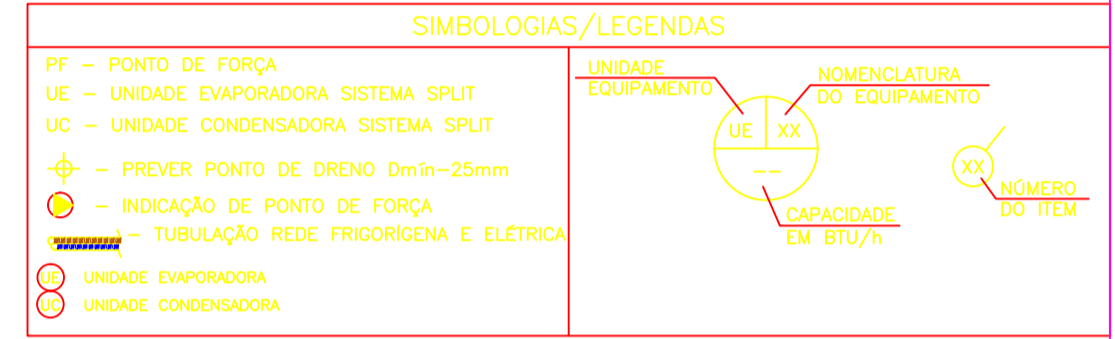 SIMBOLOGIAS/LEGENDAS
PF – PONTO DE FORÇA
UE – UNIDADE EVAPORADORA SISTEMA SPLIT
UC – UNIDADE CONDENSADORA SISTEMA SPLIT
– PREVER PONTO DE DRENO Dmín–25mm
– INDICAÇÃO DE PONTO DE FORÇA
– TUBULAÇÃO REDE FRIGORÍGENA E ELÉTRICA
UE UNIDADE EVAPORADORA
UC UNIDADE CONDENSADORA
UNIDADE
EQUIPAMENTO
NOMENCLATURA
DO EQUIPAMENTO
UE XX
--
CAPACIDADE
EM BTU/h
XX
NÚMERO
DO ITEM